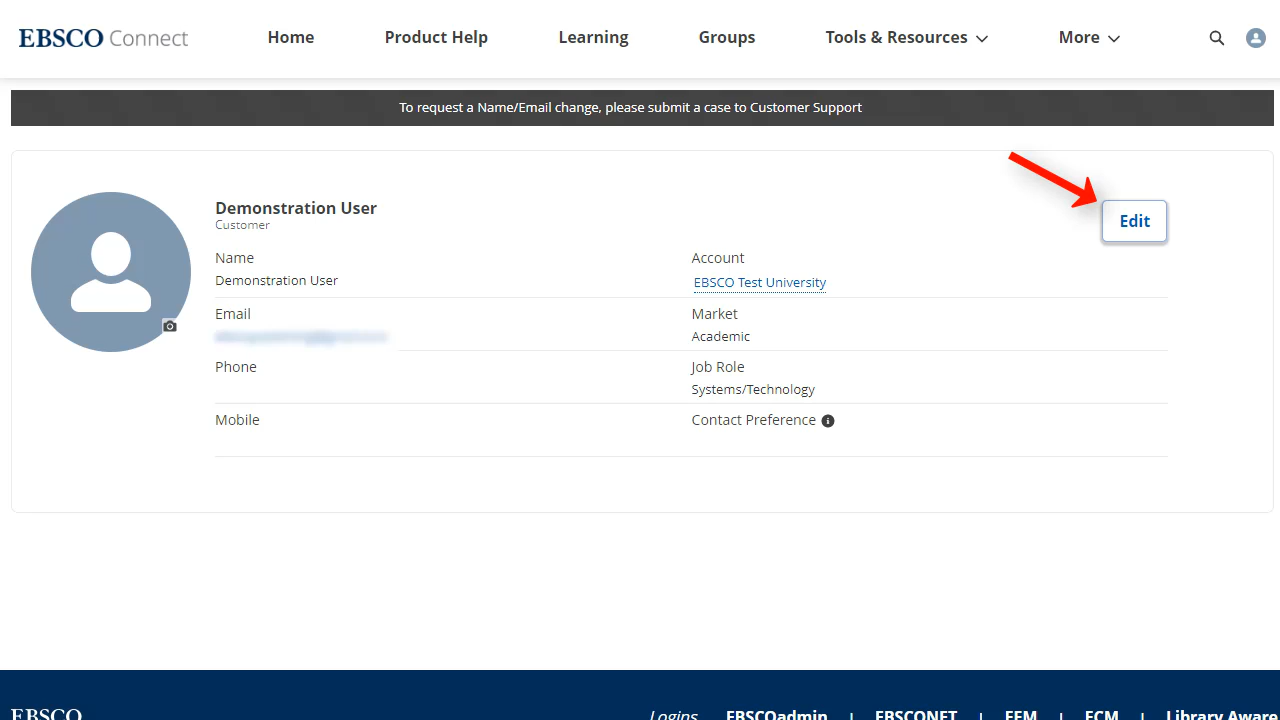 EBSCO Connect
Home Product Help Learning Groups Tools & Resources More
To request a Name/Email change, please submit a case to Customer Support
Demonstration User
Customer
Edit
Name Account
Demonstration User EBSCO Test University
Email Market
Academic
Phone Job Role
Systems/Technology
Mobile Contact Preference
EBSCO Logins EBSCOadmin | EBSCONET | EEM | ECM | Library Aware